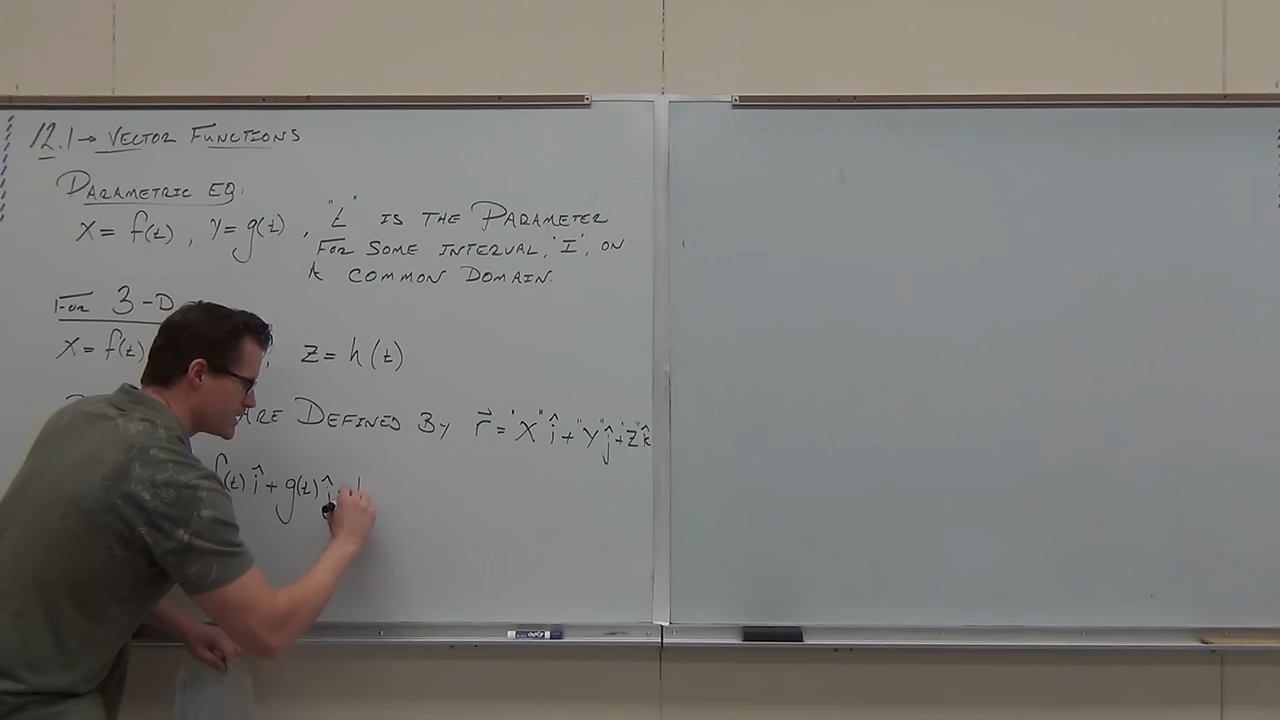 12.1 → VECTOR FUNCTIONS
PARAMETRIC EQ.
X = f(t), Y = g(t), "t" IS THE PARAMETER
FOR SOME INTERVAL, 'I', ON
A COMMON DOMAIN.
FOR 3-D
X = f(t) , Z = h(t)
ARE DEFINED BY r⃗ = "X" î + "Y" ĵ + "Z" k̂
f(t) î + g(t) ĵ